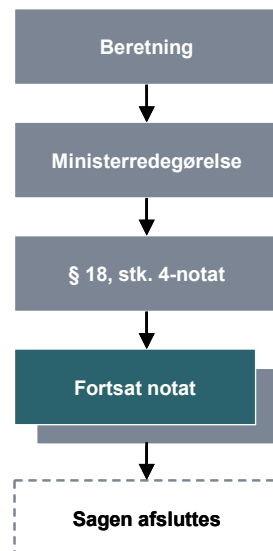 Beretning
Ministerredegørelse
§ 18, stk. 4-notat
Fortsat notat
Sagen afsluttes